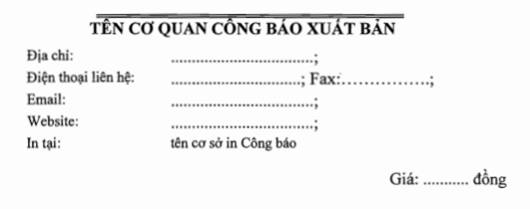 TÊN CƠ QUAN CÔNG BÁO XUẤT BẢN
Địa chỉ: ......................................;
Điện thoại liên hệ: ...................................; Fax:..................;
Email: ......................................;
Website: ......................................;
In tại: tên cơ sở in Công báo
Giá: ........... đồng